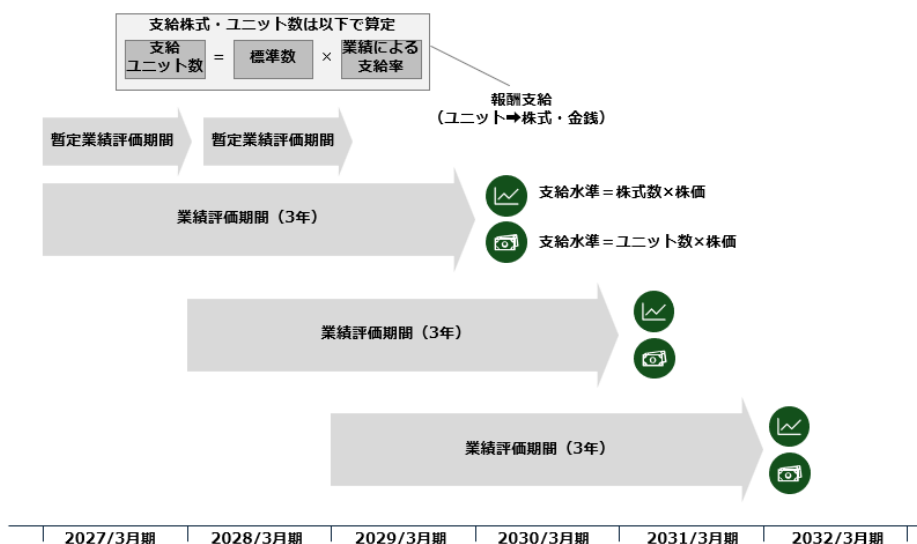 支給株式・ユニット数は以下で算定
支給
ユニット数
=
標準数
×
業績による
支給率
報酬支給
（ユニット➡株式・金銭）
暫定業績評価期間
暫定業績評価期間
業績評価期間（3年）
支給水準＝株式数×株価
支給水準＝ユニット数×株価
業績評価期間（3年）
業績評価期間（3年）
2027/3月期
2028/3月期
2029/3月期
2030/3月期
2031/3月期
2032/3月期